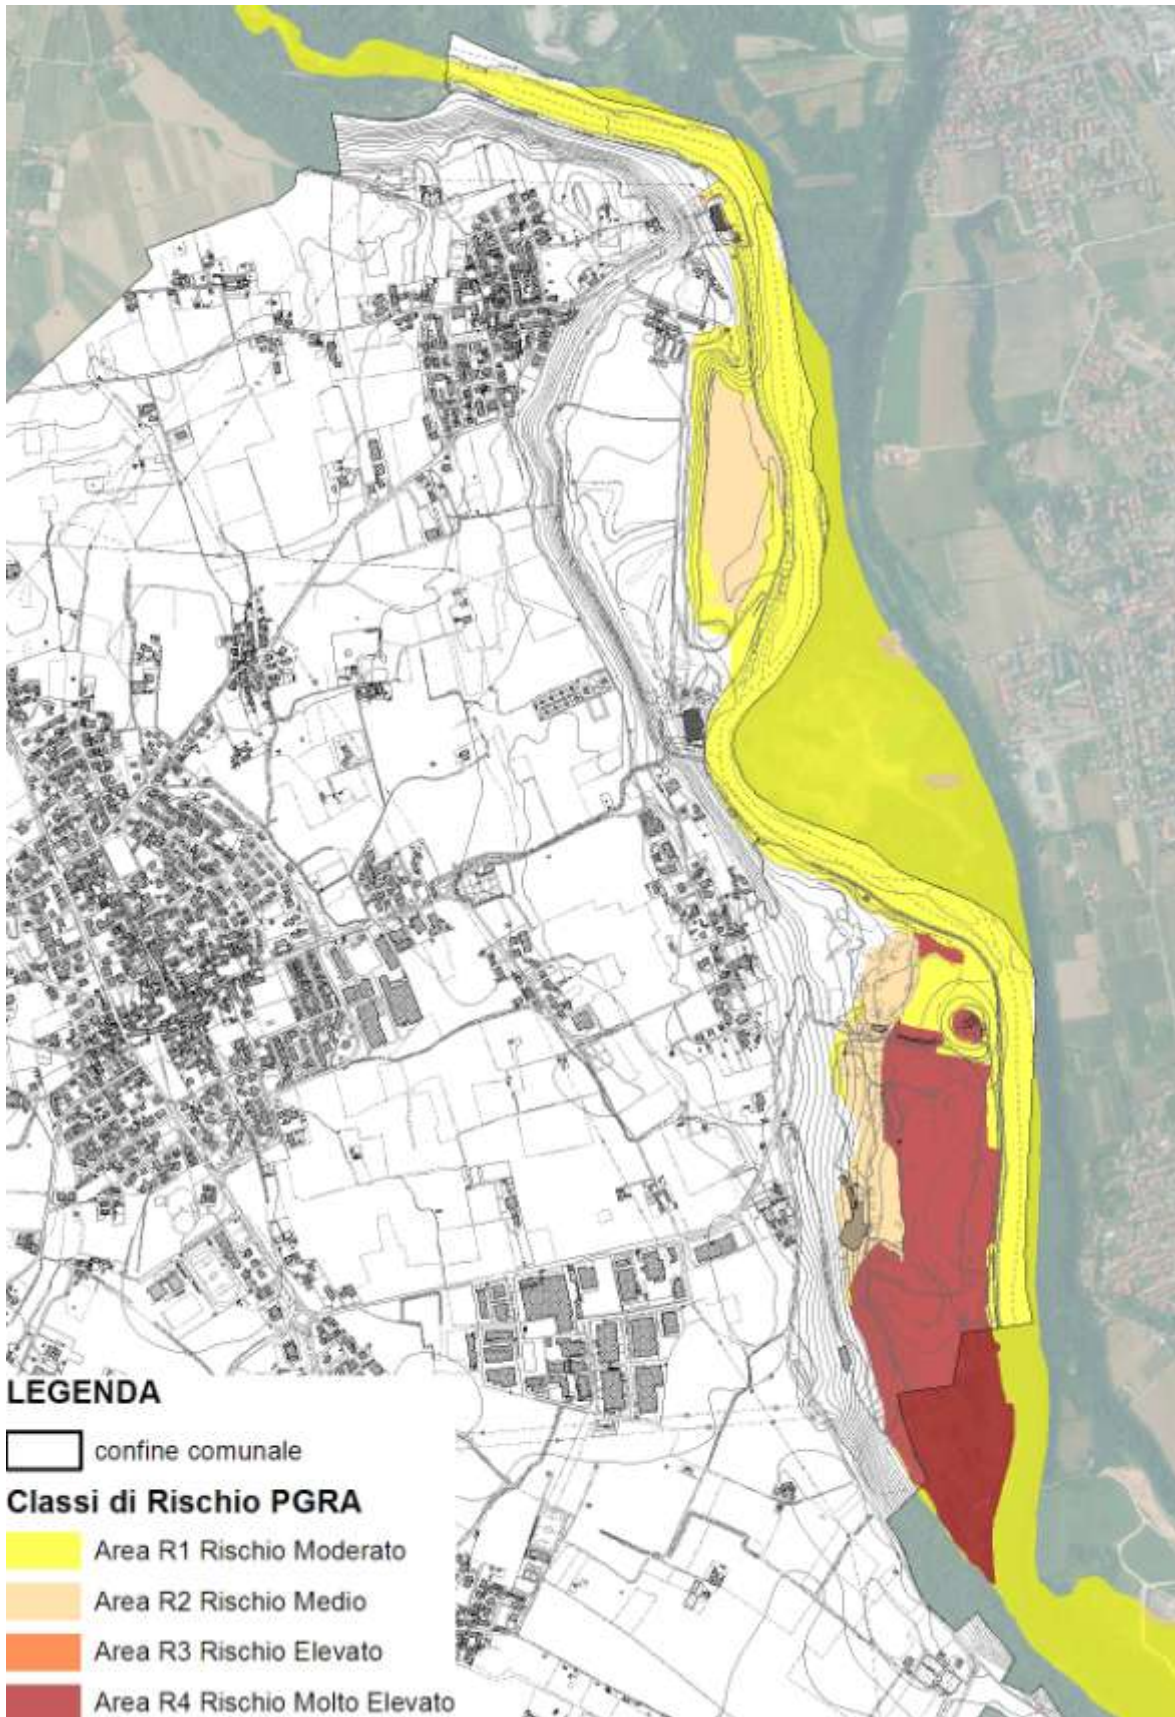 LEGENDA
confine comunale
Classi di Rischio PGRA
Area R1 Rischio Moderato
Area R2 Rischio Medio
Area R3 Rischio Elevato
Area R4 Rischio Molto Elevato